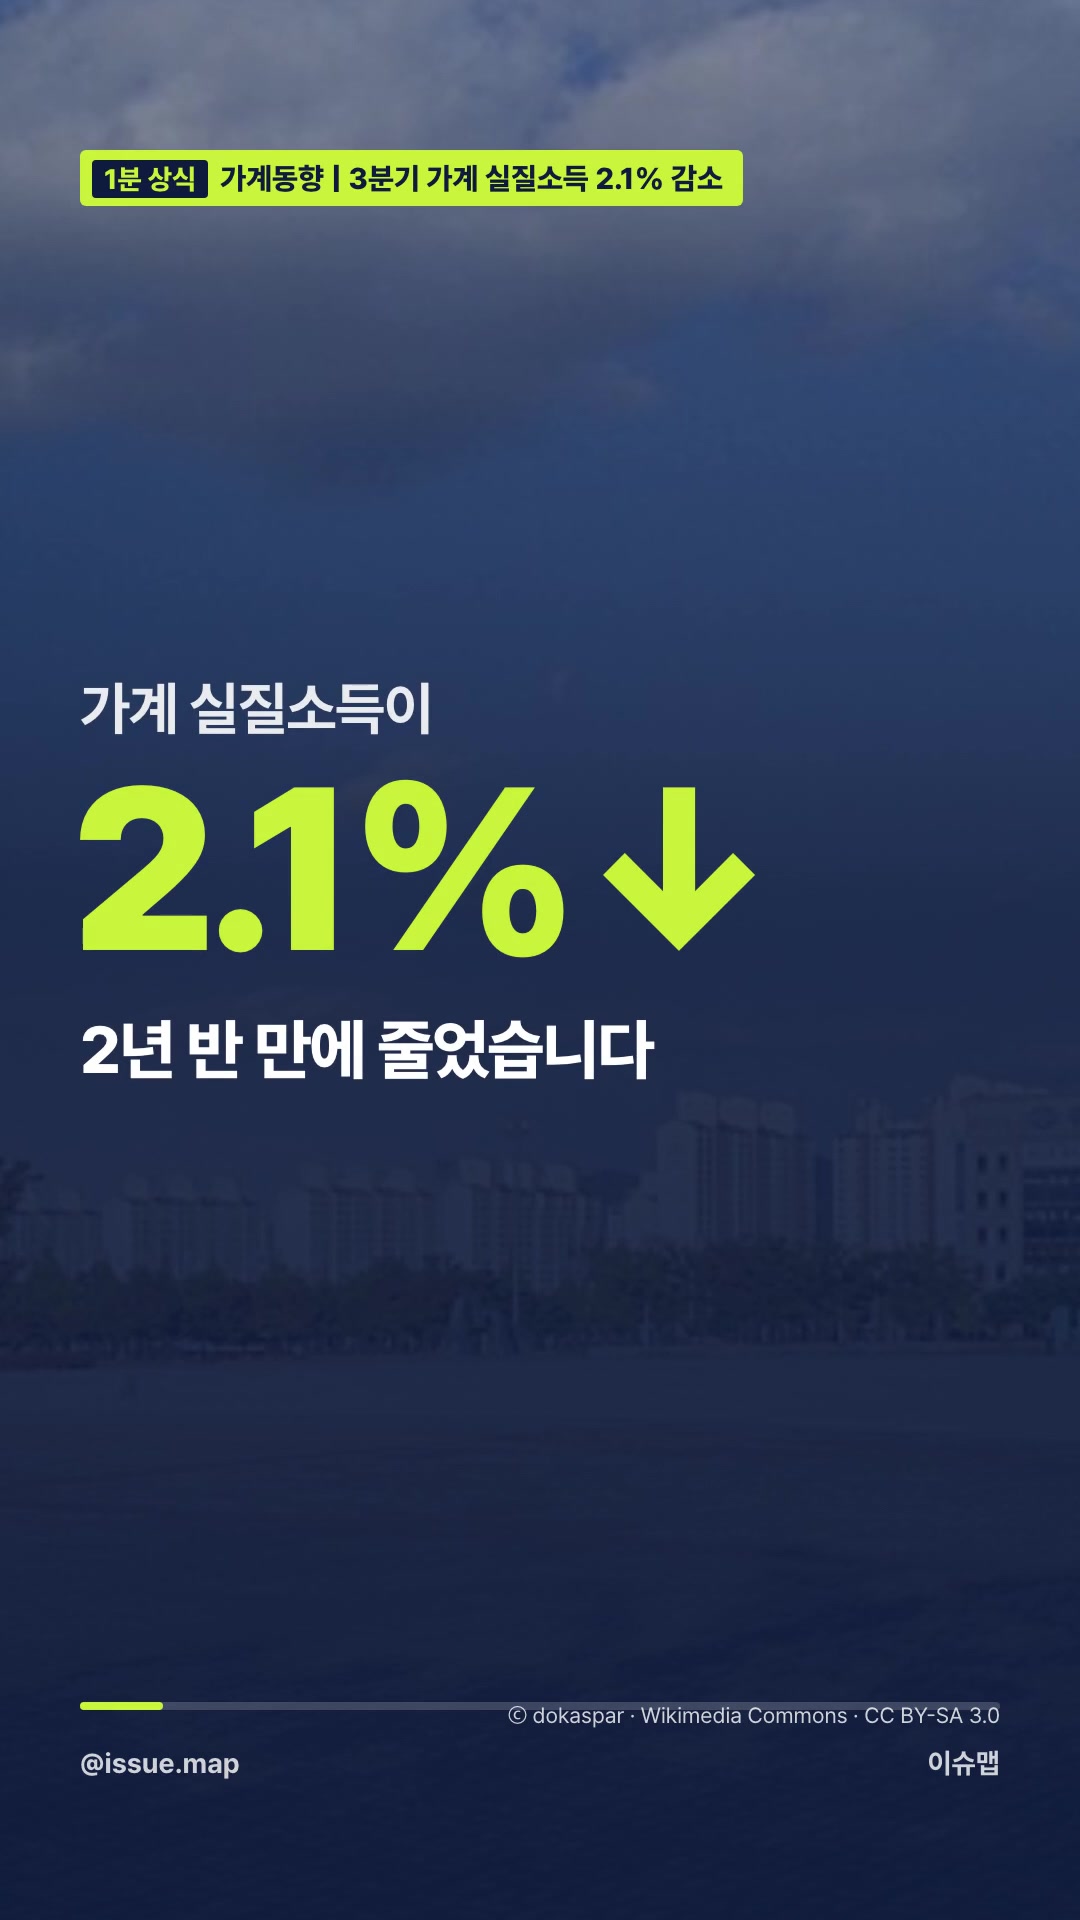 1분 상식 가계동향 | 3분기 가계 실질소득 2.1% 감소
가계 실질소득이
2.1%↓
2년 반 만에 줄었습니다
© dokaspar · Wikimedia Commons · CC BY-SA 3.0
@issue.map 이슈맵